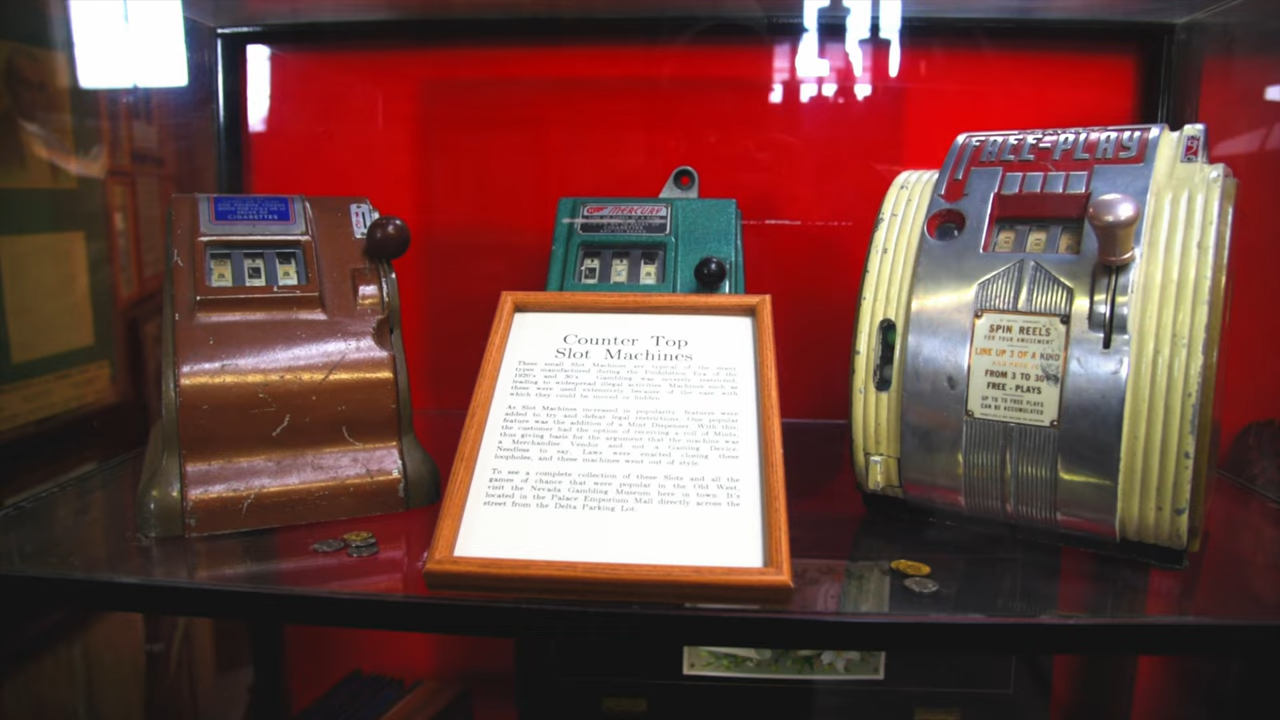 CIGARETTES
MERCURY
CIGARETTES
FREE-PLAY
SPIN REELS
FOR YOUR AMUSEMENT
LINE UP 3 OF A KIND
FROM 3 TO 30
FREE - PLAYS
UP TO FREE PLAYS
CAN BE ACCUMULATED
Counter Top
Slot Machines
These small Slot Machines are typical of the many
types manufactured during the Prohibition Era of the
1920's and 30's. Gambling was severely restricted,
leading to widespread illegal activities. Machines such as
these were used extensively because of the ease with
which they could be moved or hidden.
As Slot Machines increased in popularity, features were
added to try and defeat legal restrictions. One popular
feature was the addition of a Mint Dispenser. With this,
the customer had the option of receiving a roll of Mints,
thus giving basis for the argument that the machine was
a Merchandise Vendor and not a Gaming Device.
Needless to say, Laws were enacted closing these
loopholes, and these machines went out of style.
To see a complete collection of these Slots and all the
games of chance that were popular in the Old West,
visit the Nevada Gambling Museum here in town. It's
located in the Palace Emporium Mall directly across the
street from the Delta Parking Lot.